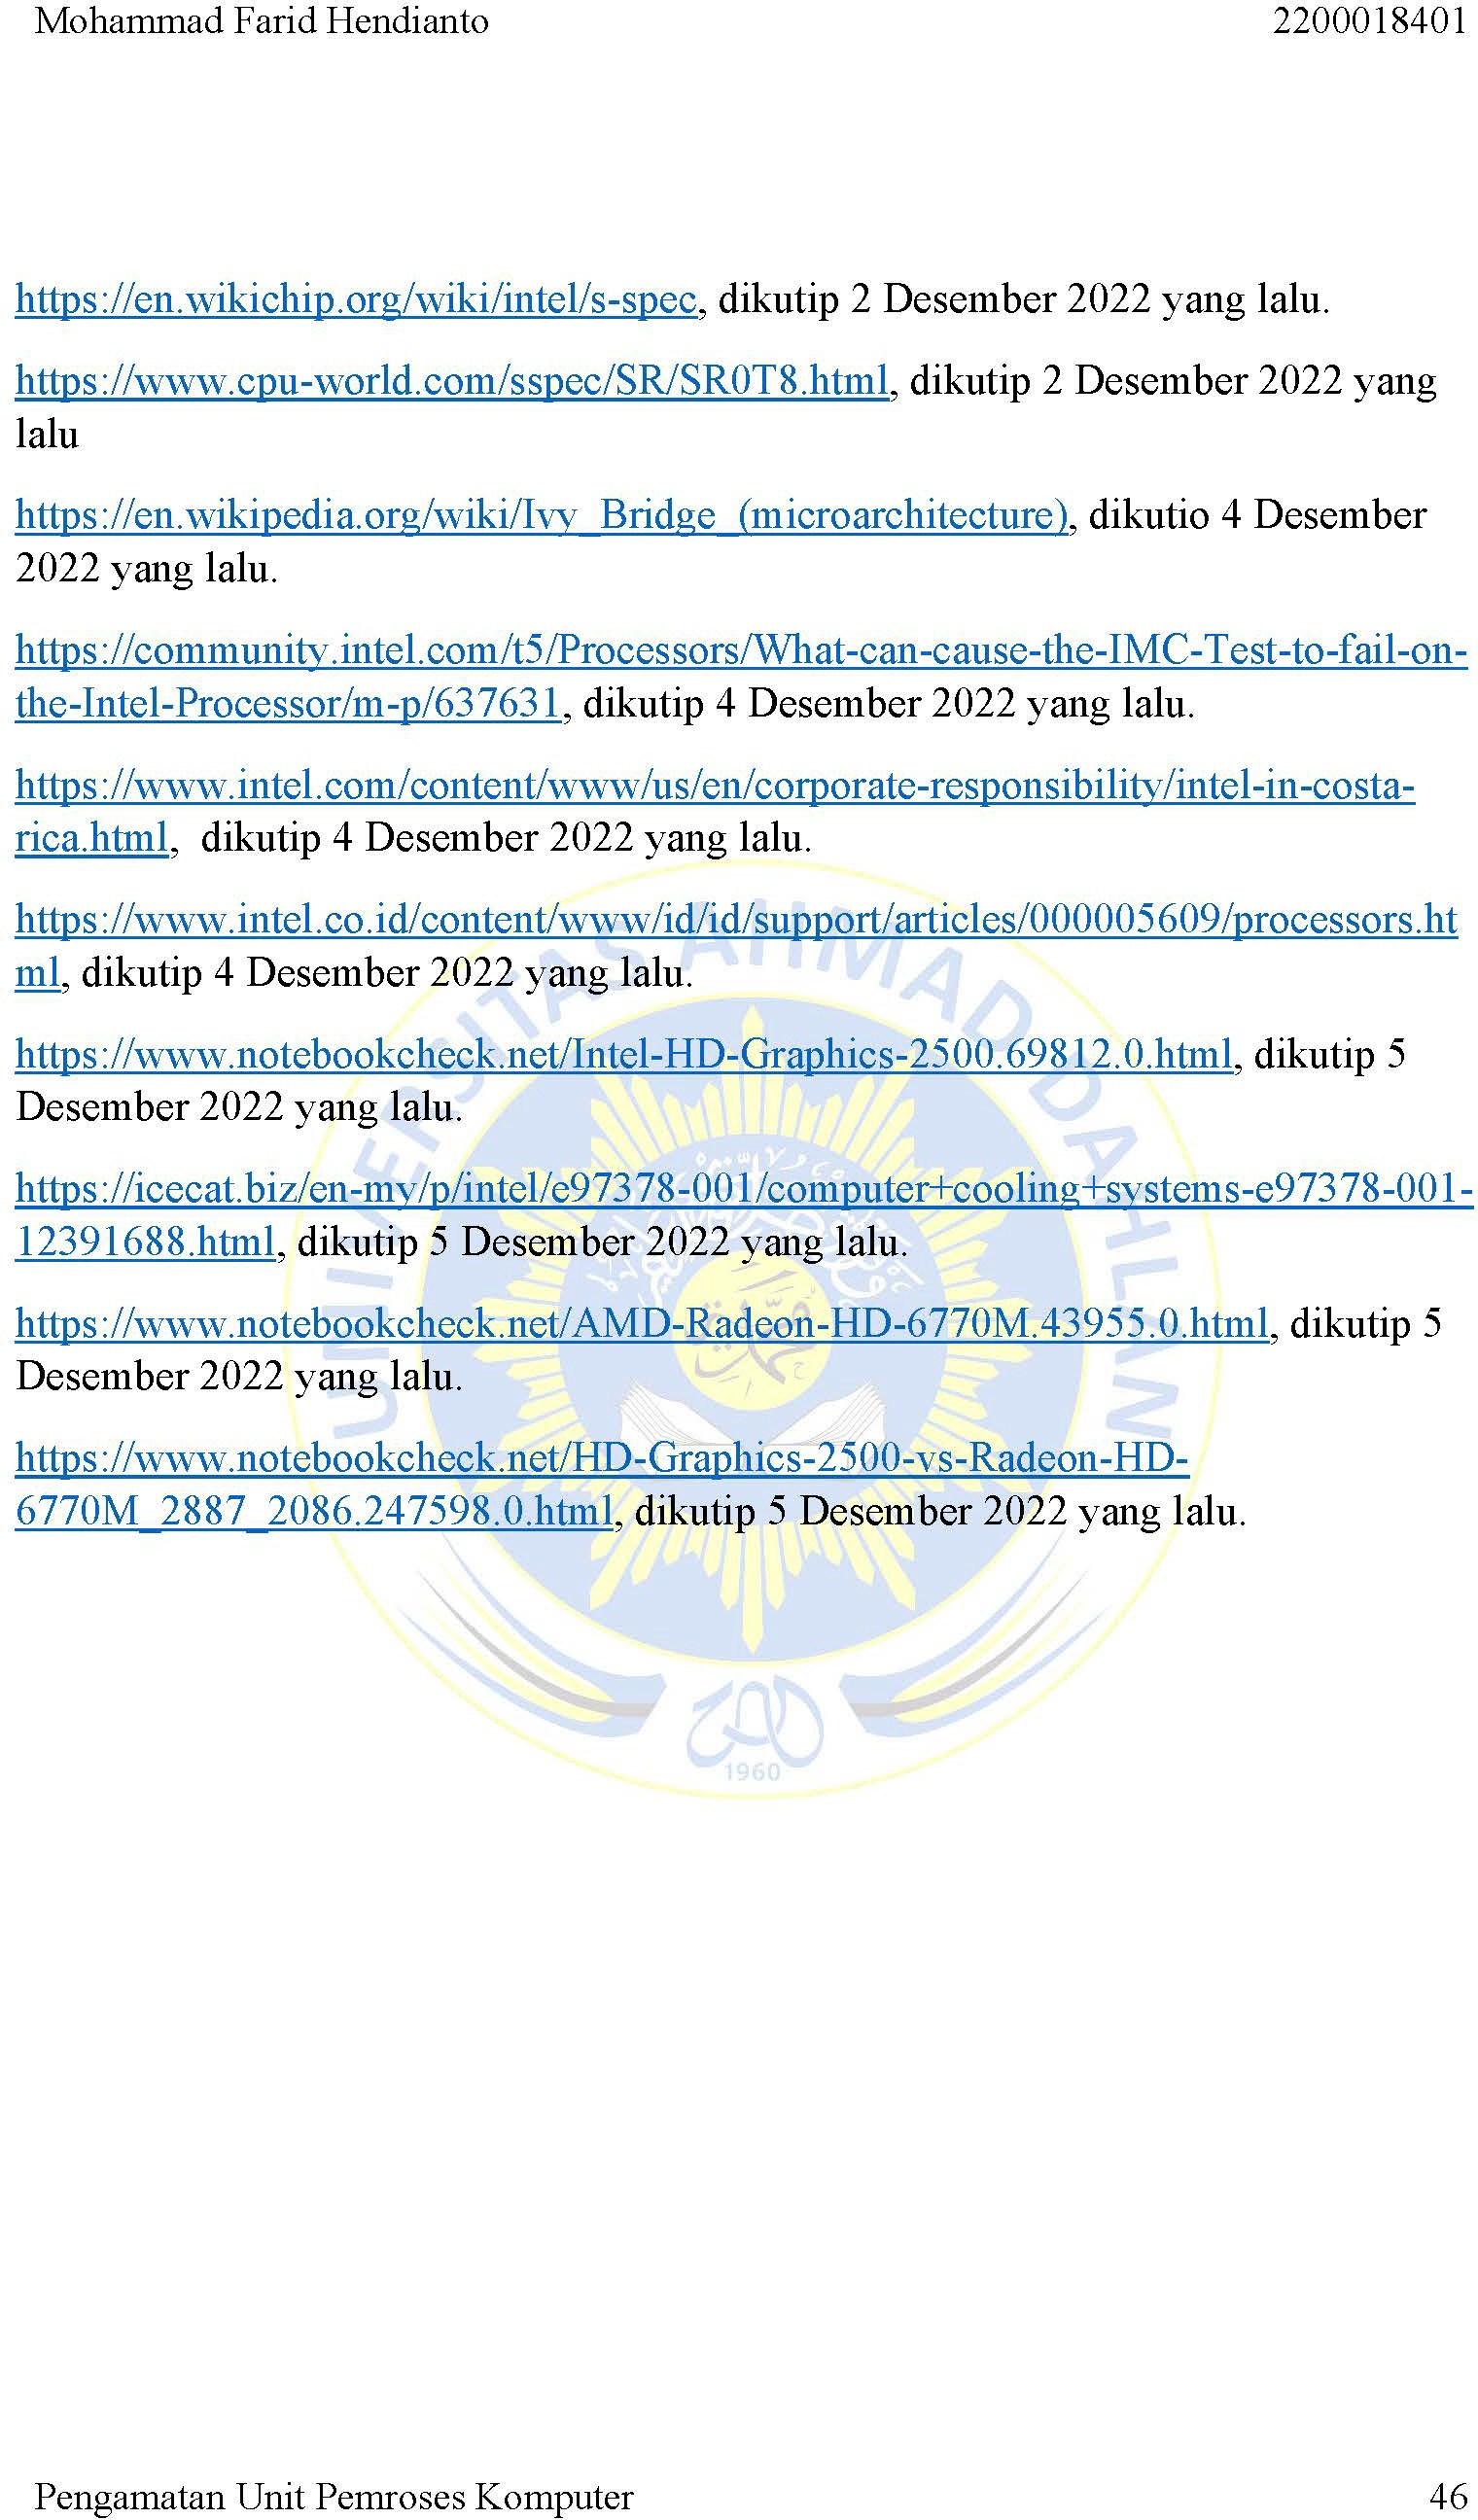 Mohammad Farid Hendianto 2200018401
https://en.wikichip.org/wiki/intel/s-spec, dikutip 2 Desember 2022 yang lalu.
https://www.cpu-world.com/sspec/SR/SR0T8.html, dikutip 2 Desember 2022 yang
lalu
https://en.wikipedia.org/wiki/Ivy_Bridge_(microarchitecture), dikutio 4 Desember
2022 yang lalu.
https://community.intel.com/t5/Processors/What-can-cause-the-IMC-Test-to-fail-on-
the-Intel-Processor/m-p/637631, dikutip 4 Desember 2022 yang lalu.
https://www.intel.com/content/www/us/en/corporate-responsibility/intel-in-costa-
rica.html,  dikutip 4 Desember 2022 yang lalu.
https://www.intel.co.id/content/www/id/id/support/articles/000005609/processors.ht
ml, dikutip 4 Desember 2022 yang lalu.
https://www.notebookcheck.net/Intel-HD-Graphics-2500.69812.0.html, dikutip 5
Desember 2022 yang lalu.
https://icecat.biz/en-my/p/intel/e97378-001/computer+cooling+systems-e97378-001-
12391688.html, dikutip 5 Desember 2022 yang lalu.
https://www.notebookcheck.net/AMD-Radeon-HD-6770M.43955.0.html, dikutip 5
Desember 2022 yang lalu.
https://www.notebookcheck.net/HD-Graphics-2500-vs-Radeon-HD-
6770M_2887_2086.247598.0.html, dikutip 5 Desember 2022 yang lalu.
UNIVERSITAS AHMAD DAHLAN
1960
Pengamatan Unit Pemroses Komputer 46